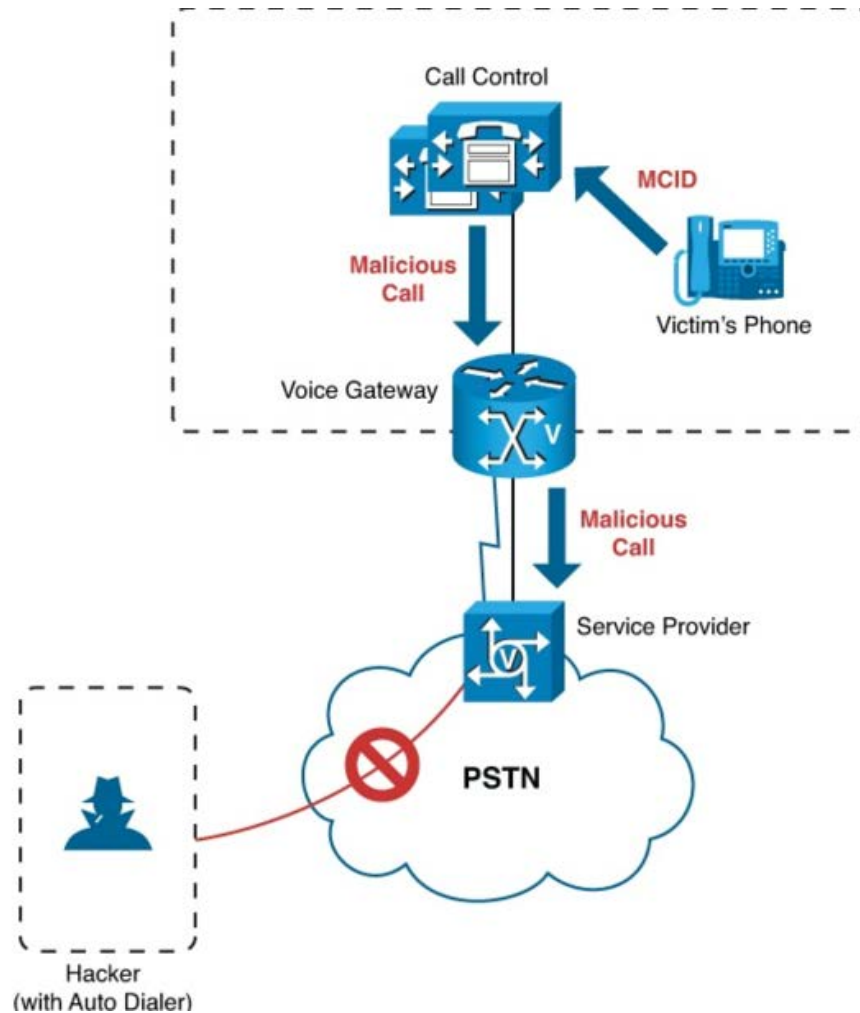 Call Control
MCID
Malicious
Call
Victim's Phone
Voice Gateway
V
Malicious
Call
Service Provider
V
PSTN
Hacker
(with Auto Dialer)